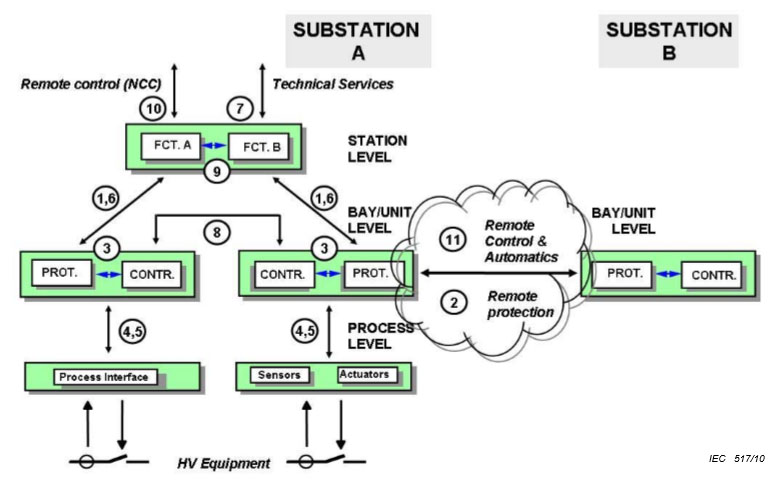 SUBSTATION
A
SUBSTATION
B
Remote control (NCC)
Technical Services
10
7
FCT. A
FCT. B
STATION
LEVEL
9
1,6
1,6
BAY/UNIT
LEVEL
BAY/UNIT
LEVEL
8
11
Remote
Control &
Automatics
3
3
PROT.
CONTR.
CONTR.
PROT.
PROT.
CONTR.
2
Remote
protection
4,5
4,5
PROCESS
LEVEL
Process Interface
Sensors
Actuators
HV Equipment
IEC 517/10